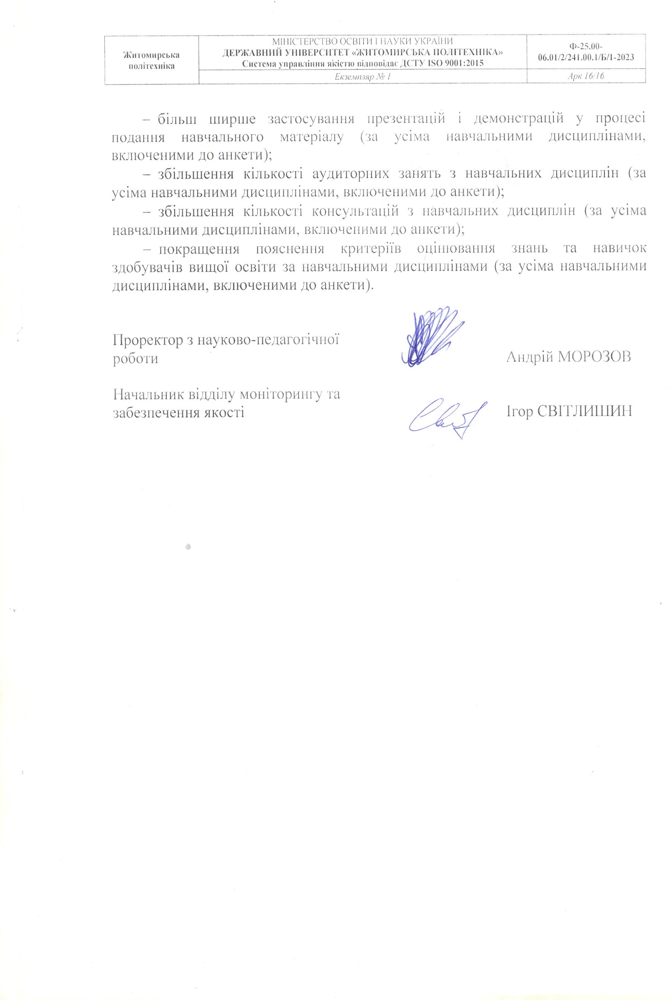 Житомирська
політехніка
МІНІСТЕРСТВО ОСВІТИ І НАУКИ УКРАЇНИ
ДЕРЖАВНИЙ УНІВЕРСИТЕТ «ЖИТОМИРСЬКА ПОЛІТЕХНІКА»
Система управління якістю відповідає ДСТУ ISO 9001:2015
Екземпляр № 1
Ф-25.00-
06.01/2/241.00.1/Б/1-2023
Арк 16/16
– більш ширше застосування презентацій і демонстрацій у процесі
подання навчального матеріалу (за усіма навчальними дисциплінами,
включеними до анкети);
– збільшення кількості аудиторних занять з навчальних дисциплін (за
усіма навчальними дисциплінами, включеними до анкети);
– збільшення кількості консультацій з навчальних дисциплін (за усіма
навчальними дисциплінами, включеними до анкети);
– покращення пояснення критеріїв оцінювання знань та навичок
здобувачів вищої освіти за навчальними дисциплінами (за усіма навчальними
дисциплінами, включеними до анкети).
Проректор з науково-педагогічної
роботи
Андрій МОРОЗОВ
Начальник відділу моніторингу та
забезпечення якості
Ігор СВІТЛИШИН